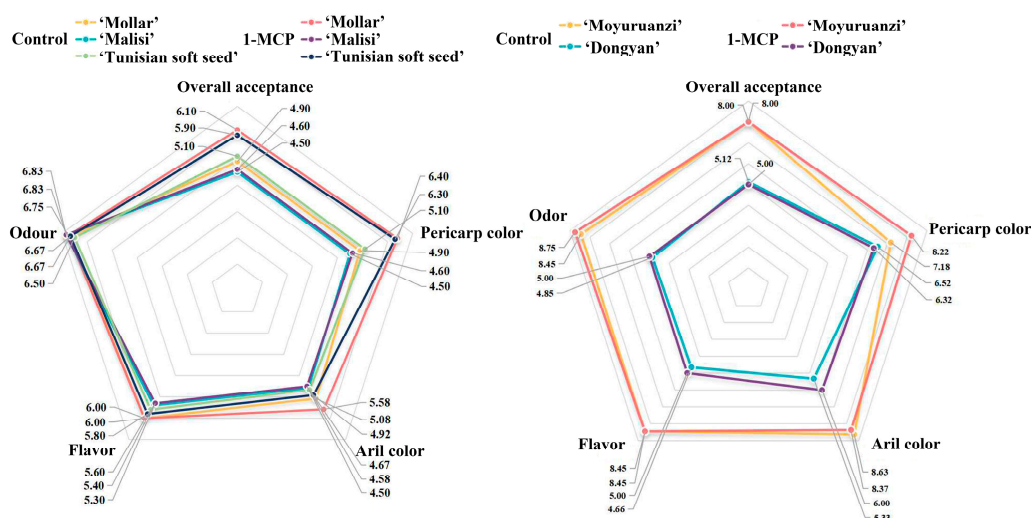 Control
'Mollar'
'Malisi'
'Tunisian soft seed'
1-MCP
'Mollar'
'Malisi'
'Tunisian soft seed'
Overall acceptance
6.10
5.90
5.10
4.90
4.60
4.50
Pericarp color
6.40
6.30
5.10
4.90
4.60
4.50
Aril color
5.58
5.08
4.92
4.67
4.58
4.50
Flavor
6.00
6.00
5.80
5.60
5.40
5.30
Odour
6.83
6.83
6.75
6.67
6.67
6.50
Control
'Moyuruanzi'
'Dongyan'
1-MCP
'Moyuruanzi'
'Dongyan'
Overall acceptance
8.00
8.00
5.12
5.00
Pericarp color
8.22
7.18
6.52
6.32
Aril color
8.63
8.37
6.00
Flavor
8.45
8.45
5.00
4.66
Odor
8.75
8.45
5.00
4.85